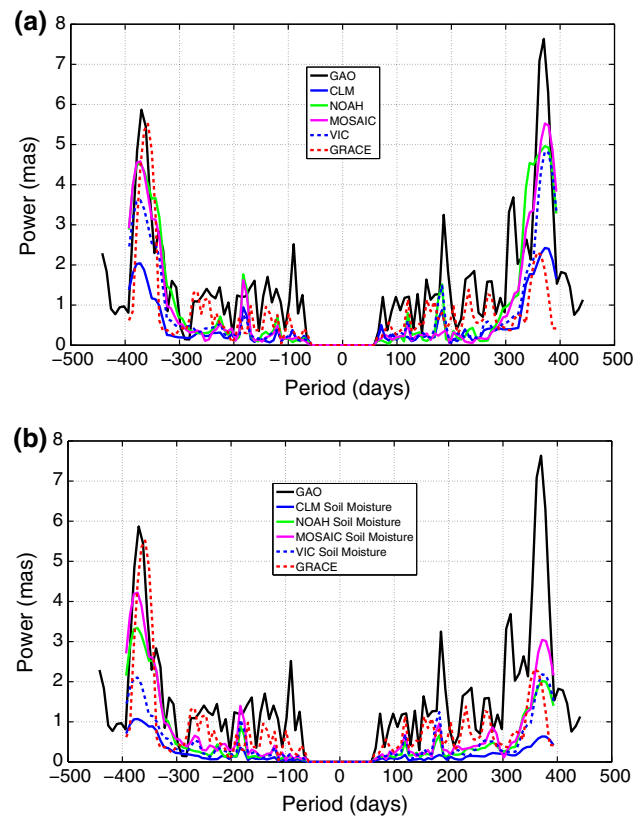 (a)
8
7
6
5
4
3
2
1
0
Power (mas)
GAO
CLM
NOAH
MOSAIC
VIC
GRACE
−500 −400 −300 −200 −100 0 100 200 300 400 500
Period (days)
(b)
8
7
6
5
4
3
2
1
0
Power (mas)
GAO
CLM Soil Moisture
NOAH Soil Moisture
MOSAIC Soil Moisture
VIC Soil Moisture
GRACE
−500 −400 −300 −200 −100 0 100 200 300 400 500
Period (days)